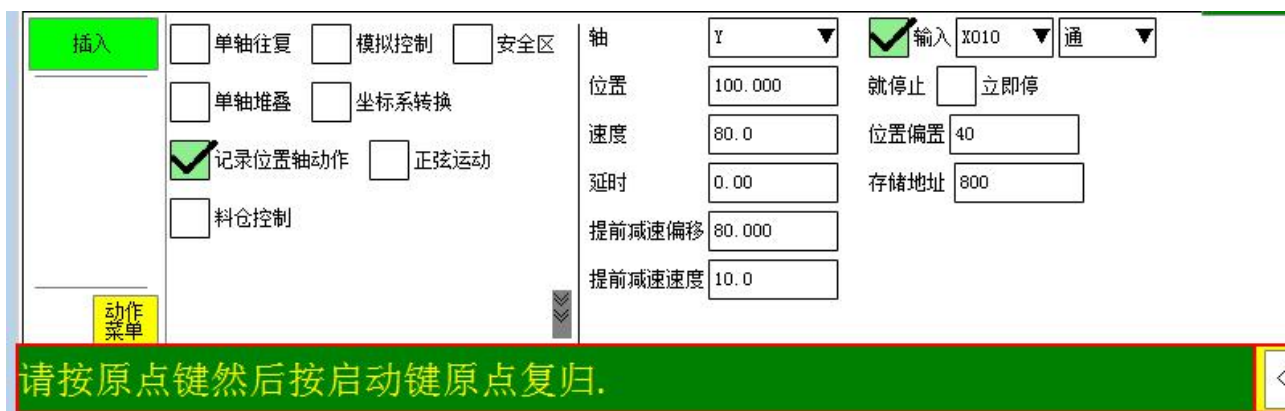 插入 单轴往复 模拟控制 安全区 轴 Y 输入 X010 通
单轴堆叠 坐标系转换 位置 100.000 就停止 立即停
记录位置轴动作 正弦运动 速度 80.0 位置偏置 40
料仓控制 延时 0.00 存储地址 800
提前减速偏移 80.000
提前减速速度 10.0
动作
菜单
请按原点键然后按启动键原点复归.